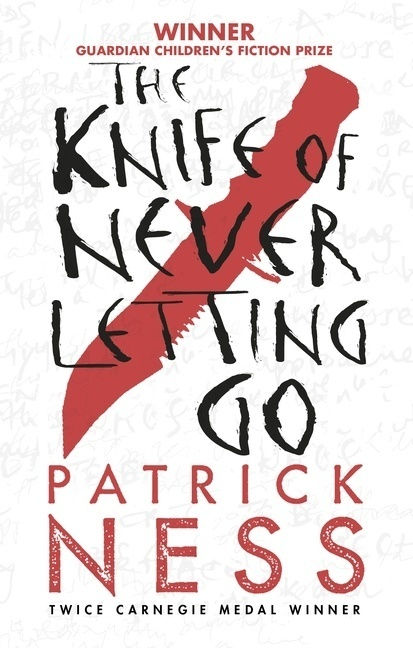 WINNER
GUARDIAN CHILDREN'S FICTION PRIZE
THE
KNIFE OF
NEVER
LETTING
GO
PATRICK
NESS
TWICE CARNEGIE MEDAL WINNER